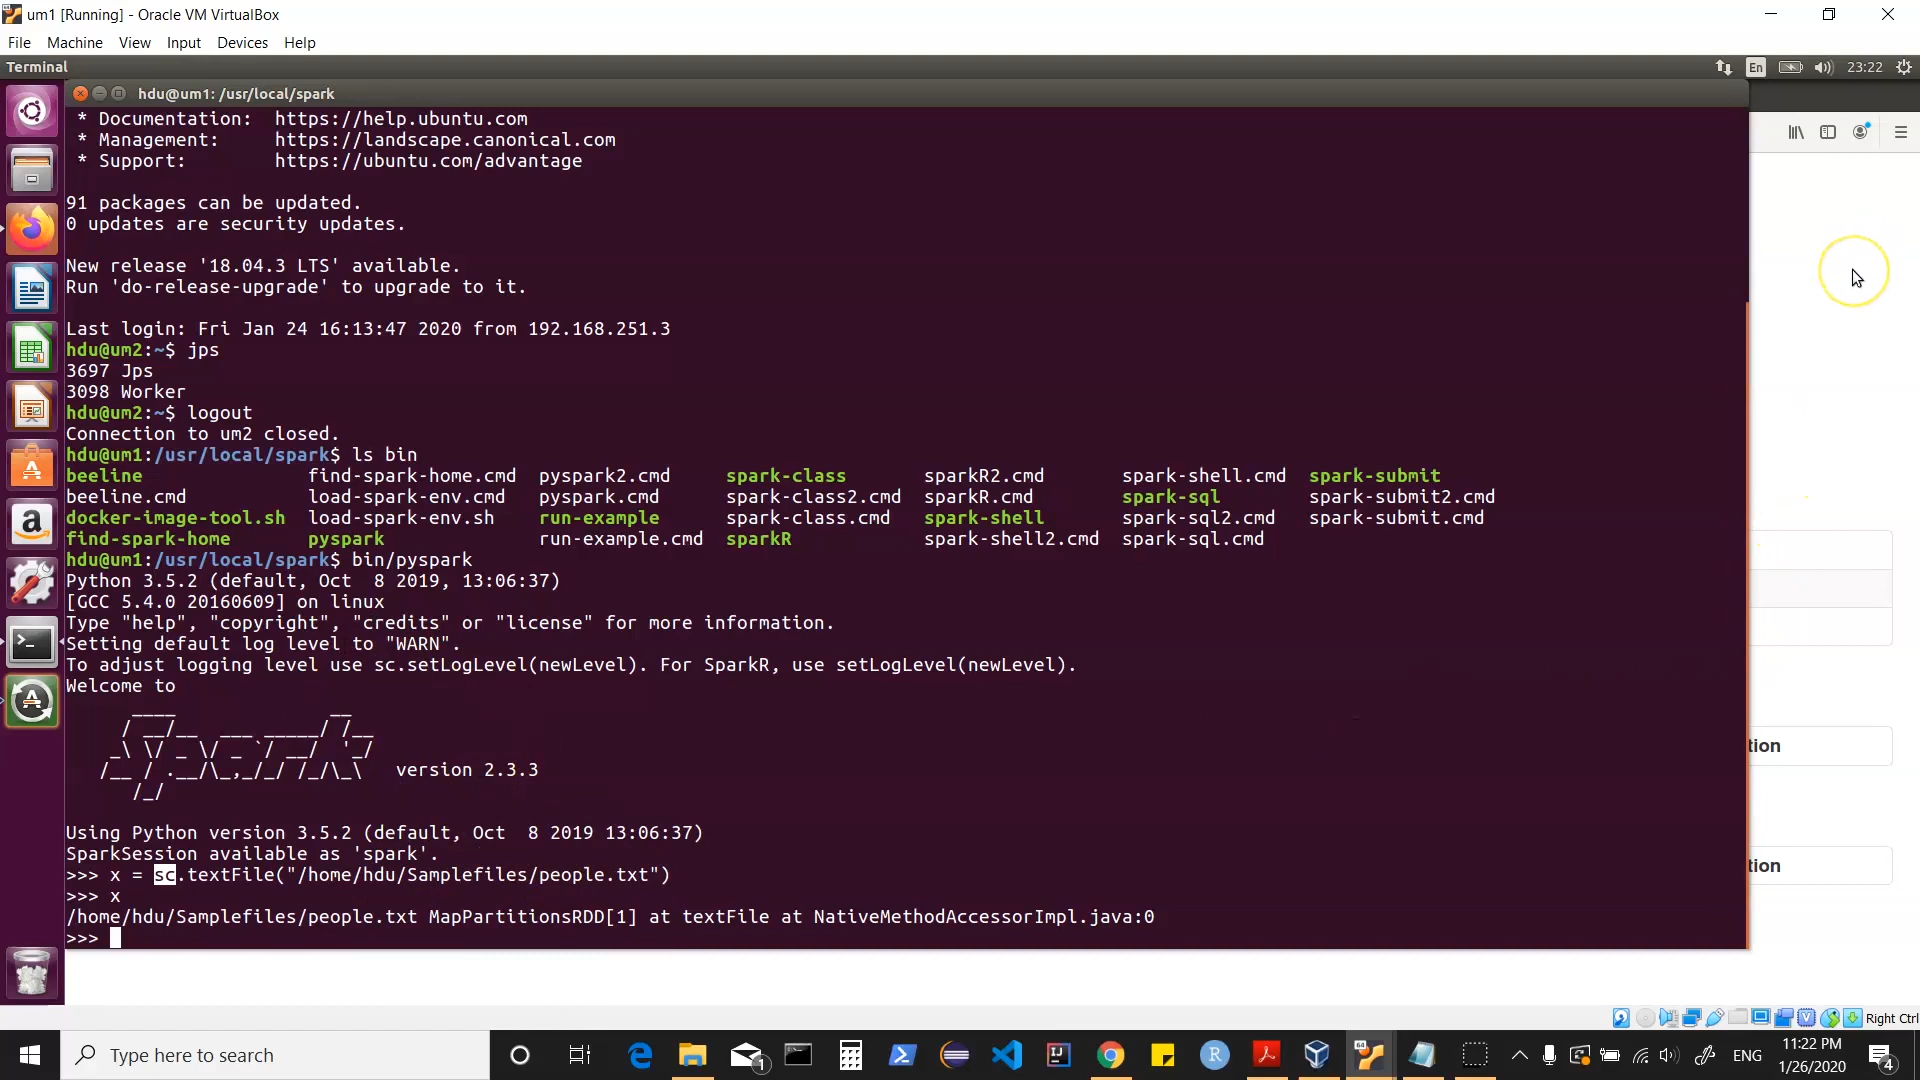 um1 [Running] - Oracle VM VirtualBox
File Machine View Input Devices Help
Terminal
En
23:22
hdu@um1: /usr/local/spark
* Documentation: https://help.ubuntu.com
* Management: https://landscape.canonical.com
* Support: https://ubuntu.com/advantage
91 packages can be updated.
0 updates are security updates.
New release '18.04.3 LTS' available.
Run 'do-release-upgrade' to upgrade to it.
Last login: Fri Jan 24 16:13:47 2020 from 192.168.251.3
hdu@um2:~$ jps
3697 Jps
3098 Worker
hdu@um2:~$ logout
Connection to um2 closed.
hdu@um1:/usr/local/spark$ ls bin
beeline find-spark-home.cmd pyspark2.cmd spark-class sparkR2.cmd spark-shell.cmd spark-submit
beeline.cmd load-spark-env.cmd pyspark.cmd spark-class2.cmd sparkR.cmd spark-sql spark-submit2.cmd
docker-image-tool.sh load-spark-env.sh run-example spark-class.cmd spark-shell spark-sql2.cmd spark-submit.cmd
find-spark-home pyspark run-example.cmd sparkR spark-shell2.cmd spark-sql.cmd
hdu@um1:/usr/local/spark$ bin/pyspark
Python 3.5.2 (default, Oct  8 2019, 13:06:37)
[GCC 5.4.0 20160609] on linux
Type "help", "copyright", "credits" or "license" for more information.
Setting default log level to "WARN".
To adjust logging level use sc.setLogLevel(newLevel). For SparkR, use setLogLevel(newLevel).
Welcome to
Spark version 2.3.3
Using Python version 3.5.2 (default, Oct  8 2019 13:06:37)
SparkSession available as 'spark'.
>>> x = sc.textFile("/home/hdu/Samplefiles/people.txt")
>>> x
/home/hdu/Samplefiles/people.txt MapPartitionsRDD[1] at textFile at NativeMethodAccessorImpl.java:0
>>>
tion
tion
Right Ctrl
Type here to search
1
ENG
11:22 PM
1/26/2020
4